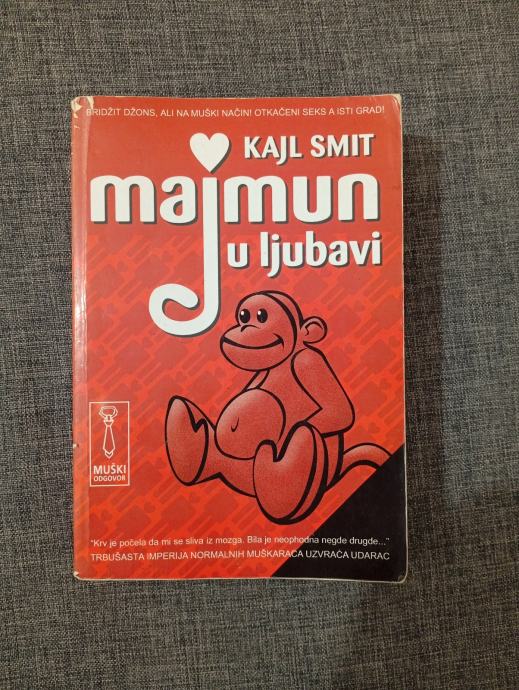 BRIDŽIT DŽONS, ALI NA MUŠKI NAČIN! OTKAČENI SEKS A ISTI GRAD!
KAJL SMIT
majmun
u ljubavi
MUŠKI
ODGOVOR
"Krv je počela da mi se sliva iz mozga. Bila je neophodna negde drugde..."
TRBUŠASTA IMPERIJA NORMALNIH MUŠKARACA UZVRAĆA UDARAC